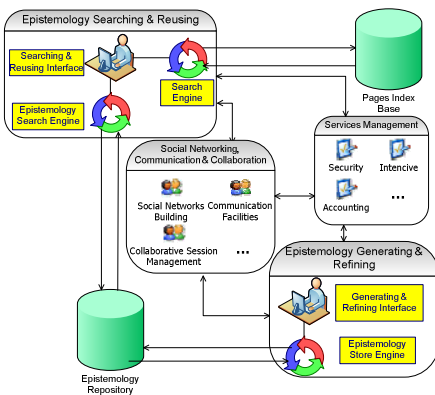 Epistemology Searching & Reusing
Searching &
Reusing Interface
Search
Engine
Epistemology
Search Engine
Pages Index
Base
Services Management
Security
Intencive
Accounting
...
Social Networking,
Communication & Collaboration
Social Networks
Building
Communication
Facilities
Collaborative Session
Management
...
Epistemology Generating &
Refining
Generating &
Refining Interface
Epistemology
Store Engine
Epistemology
Repository